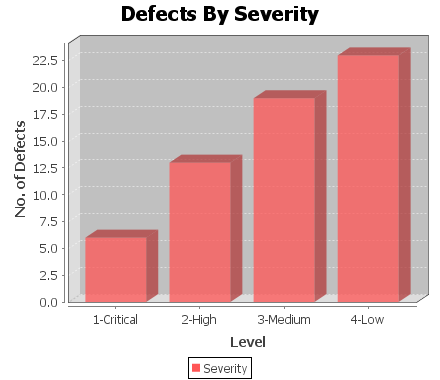 Defects By Severity
No. of Defects
22.5
20.0
17.5
15.0
12.5
10.0
7.5
5.0
2.5
0.0
1-Critical 2-High 3-Medium 4-Low
Level
Severity